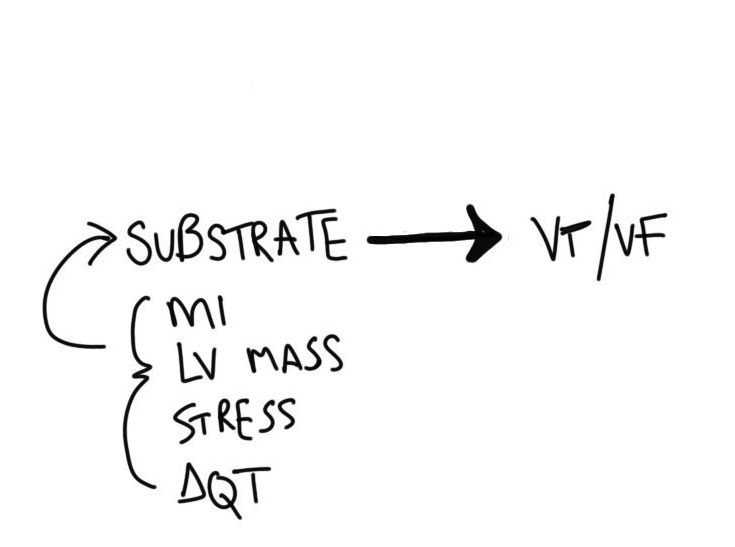 SUBSTRATE VT/VF
MI
LV MASS
STRESS
ΔQT